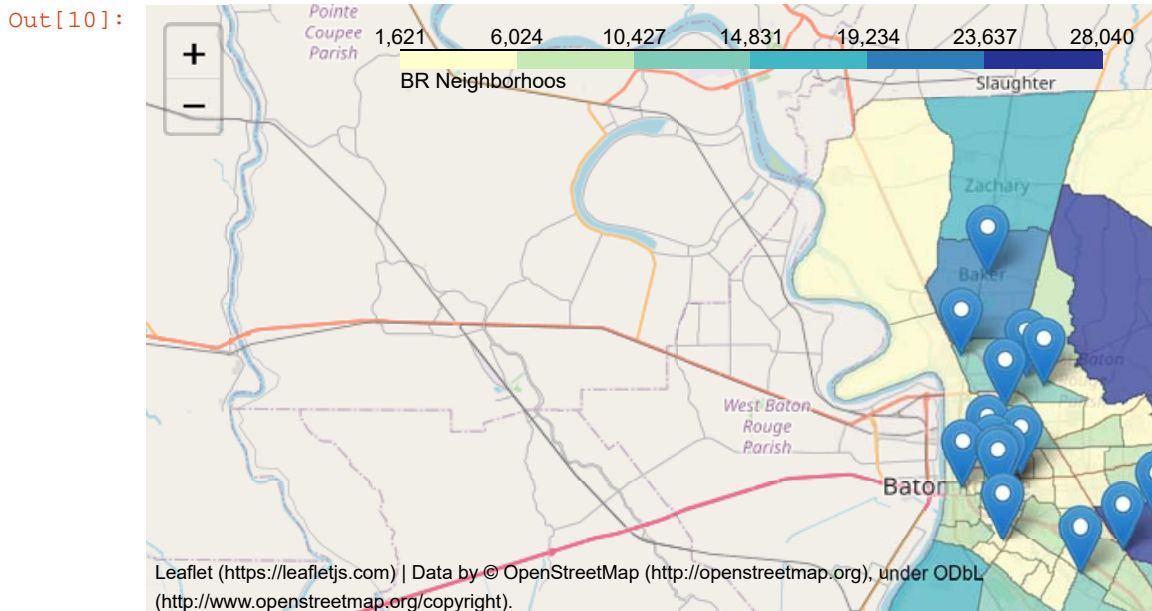 Out[10]:
Pointe
Coupee
Parish
+
−
1,621 6,024 10,427 14,831 19,234 23,637 28,040
BR Neighborhoos
Slaughter
Zachary
Baker
Baton
Rouge
West Baton
Rouge
Parish
Baton
Leaflet (https://leafletjs.com) | Data by © OpenStreetMap (http://openstreetmap.org), under ODbL
(http://www.openstreetmap.org/copyright).